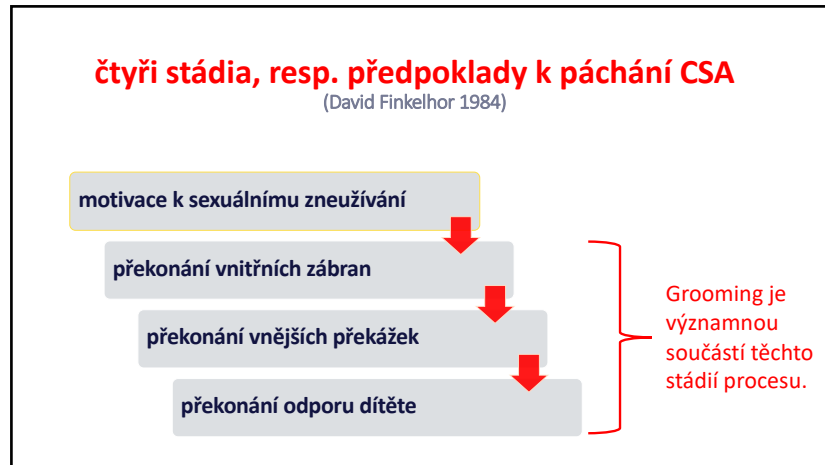 čtyři stádia, resp. předpoklady k páchání CSA
(David Finkelhor 1984)
motivace k sexuálnímu zneužívání
překonání vnitřních zábran
překonání vnějších překážek
překonání odporu dítěte
Grooming je
významnou
součástí těchto
stádií procesu.